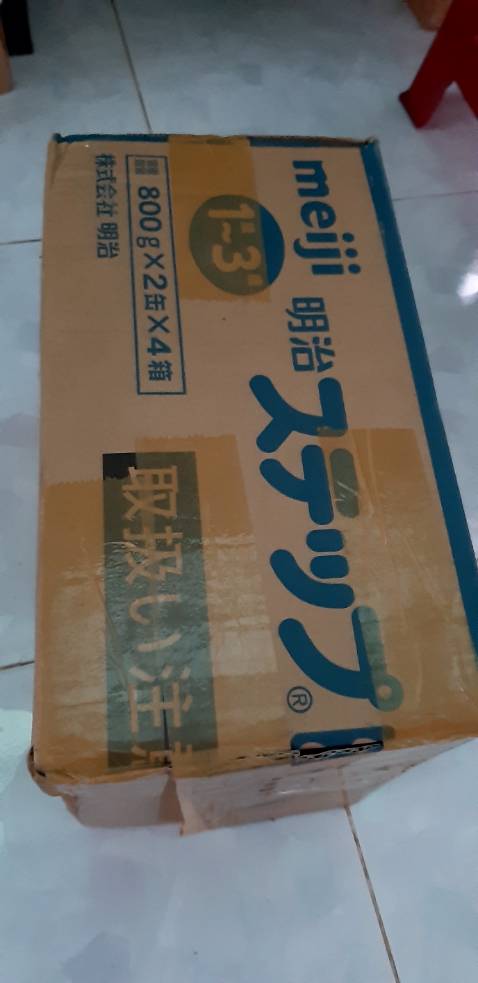 meiji 明治ステップ®
1~3
800g×2缶×4箱
株式会社 明治
取扱い注